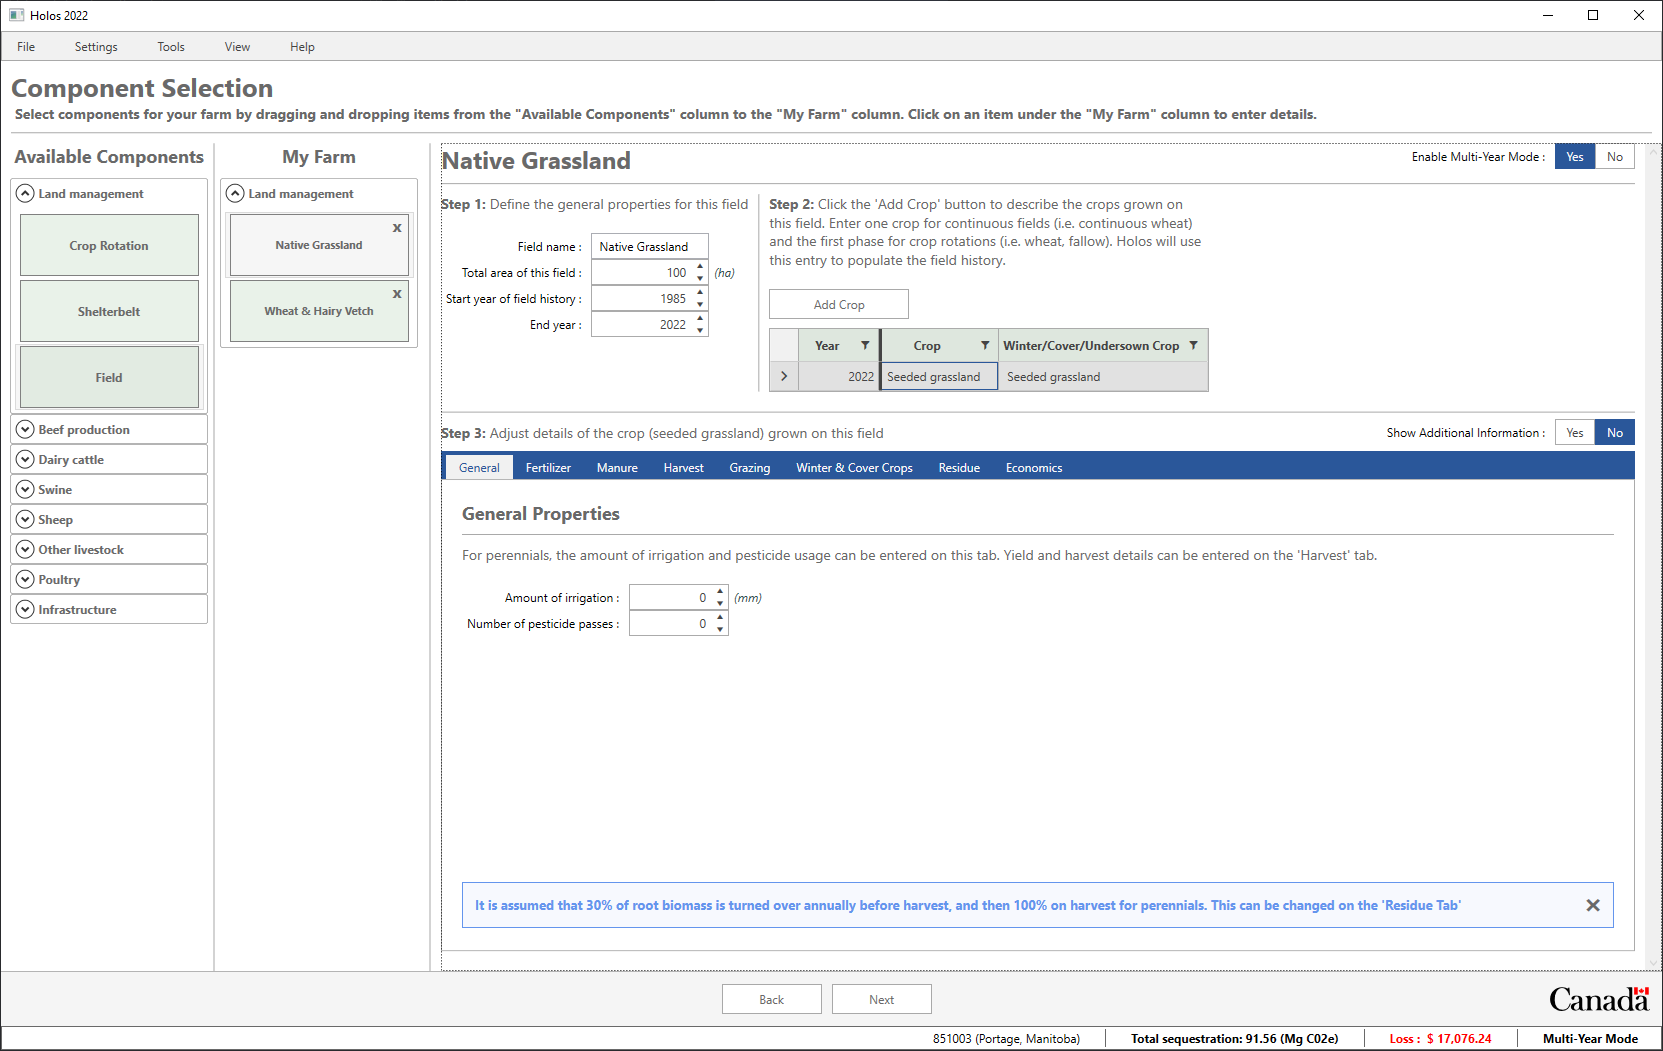 Holos 2022
File Settings Tools View Help
Component Selection
Select components for your farm by dragging and dropping items from the "Available Components" column to the "My Farm" column. Click on an item under the "My Farm" column to enter details.
Available Components
Land management
Crop Rotation
Shelterbelt
Field
Beef production
Dairy cattle
Swine
Sheep
Other livestock
Poultry
Infrastructure
My Farm
Land management
Native Grassland x
Wheat & Hairy Vetch x
Native Grassland
Enable Multi-Year Mode : Yes No
Step 1: Define the general properties for this field
Field name : Native Grassland
Total area of this field : 100 (ha)
Start year of field history : 1985
End year : 2022
Step 2: Click the 'Add Crop' button to describe the crops grown on
this field. Enter one crop for continuous fields (i.e. continuous wheat)
and the first phase for crop rotations (i.e. wheat, fallow). Holos will use
this entry to populate the field history.
Add Crop
Year Crop Winter/Cover/Undersown Crop
2022 Seeded grassland Seeded grassland
Step 3: Adjust details of the crop (seeded grassland) grown on this field
Show Additional Information : Yes No
General Fertilizer Manure Harvest Grazing Winter & Cover Crops Residue Economics
General Properties
For perennials, the amount of irrigation and pesticide usage can be entered on this tab. Yield and harvest details can be entered on the 'Harvest' tab.
Amount of irrigation : 0 (mm)
Number of pesticide passes : 0
It is assumed that 30% of root biomass is turned over annually before harvest, and then 100% on harvest for perennials. This can be changed on the 'Residue Tab'
Back Next
Canada
851003 (Portage, Manitoba) Total sequestration: 91.56 (Mg C02e) Loss : $ 17,076.24 Multi-Year Mode